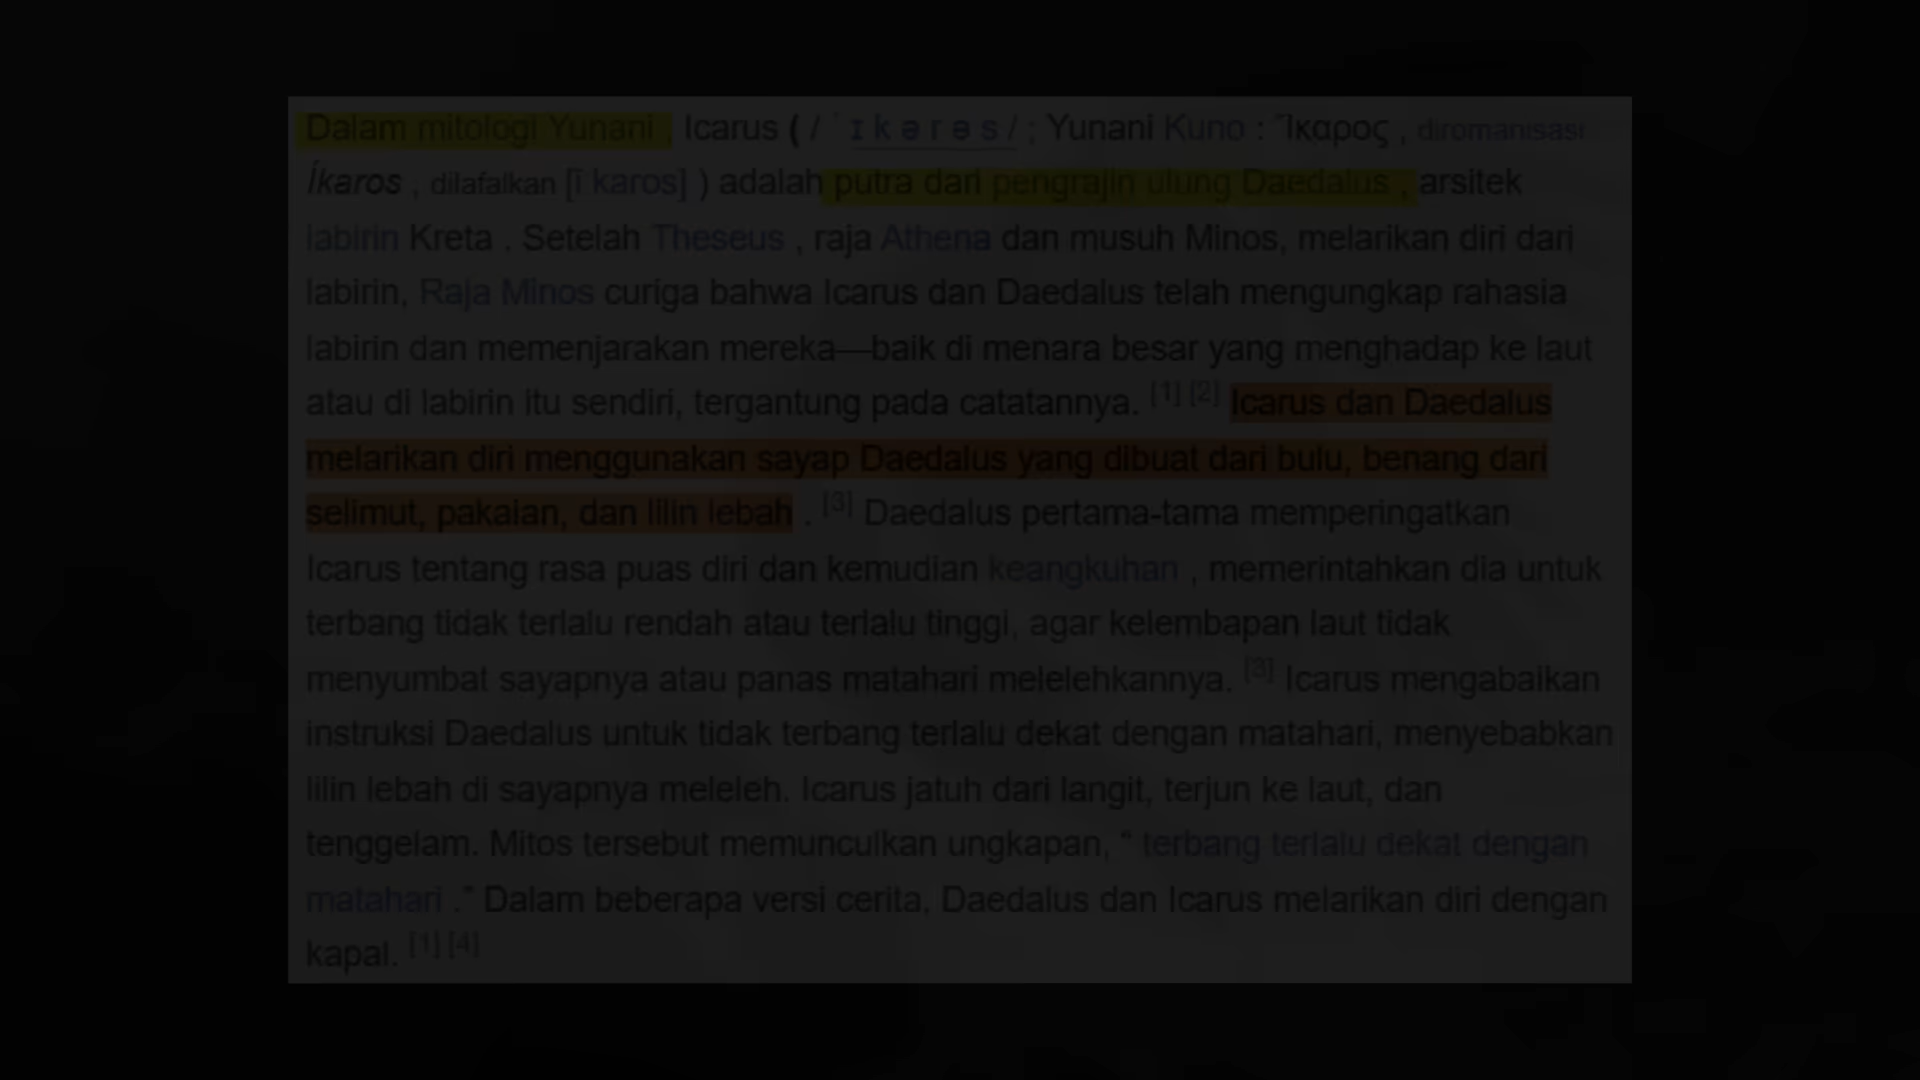 Dalam mitologi Yunani , Icarus ( / ˈ ɪ k ə r ə s / ; Yunani Kuno : Ἴκαρος , diromanisasi
Íkaros , dilafalkan [ǐ karos] ) adalah putra dari pengrajin ulung Daedalus , arsitek
labirin Kreta . Setelah Theseus , raja Athena dan musuh Minos, melarikan diri dari
labirin, Raja Minos curiga bahwa Icarus dan Daedalus telah mengungkap rahasia
labirin dan memenjarakan mereka—baik di menara besar yang menghadap ke laut
atau di labirin itu sendiri, tergantung pada catatannya. [1] [2] Icarus dan Daedalus
melarikan diri menggunakan sayap Daedalus yang dibuat dari bulu, benang dari
selimut, pakaian, dan lilin lebah . [3] Daedalus pertama-tama memperingatkan
Icarus tentang rasa puas diri dan kemudian keangkuhan , memerintahkan dia untuk
terbang tidak terlalu rendah atau terlalu tinggi, agar kelembapan laut tidak
menyumbat sayapnya atau panas matahari melelehkannya. [3] Icarus mengabaikan
instruksi Daedalus untuk tidak terbang terlalu dekat dengan matahari, menyebabkan
lilin lebah di sayapnya meleleh. Icarus jatuh dari langit, terjun ke laut, dan
tenggelam. Mitos tersebut memunculkan ungkapan, " terbang terlalu dekat dengan
matahari ." Dalam beberapa versi cerita, Daedalus dan Icarus melarikan diri dengan
kapal. [1] [4]